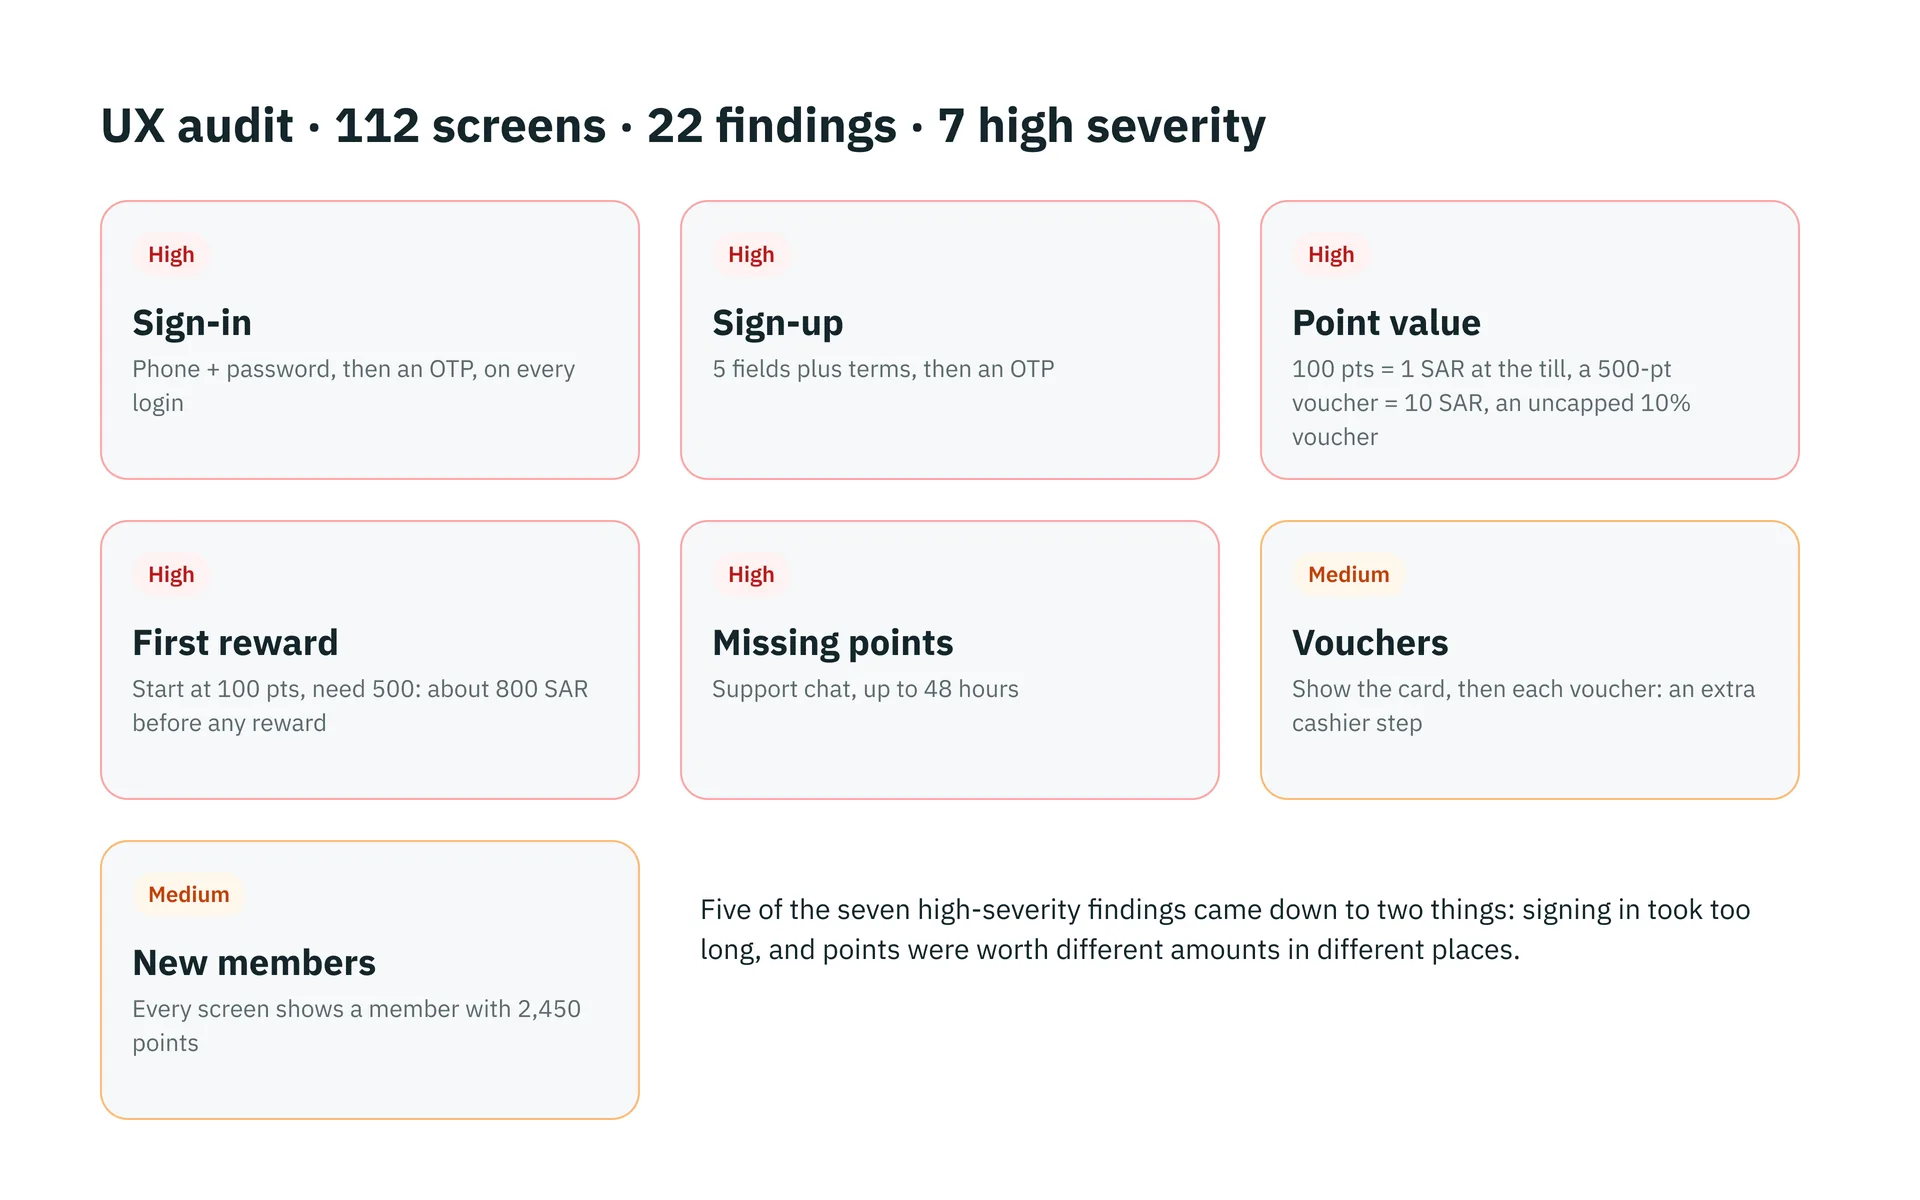 UX audit · 112 screens · 22 findings · 7 high severity
High
Sign-in
Phone + password, then an OTP, on every
login
High
Sign-up
5 fields plus terms, then an OTP
High
Point value
100 pts = 1 SAR at the till, a 500-pt
voucher = 10 SAR, an uncapped 10%
voucher
High
First reward
Start at 100 pts, need 500: about 800 SAR
before any reward
High
Missing points
Support chat, up to 48 hours
Medium
Vouchers
Show the card, then each voucher: an extra
cashier step
Medium
New members
Every screen shows a member with 2,450
points
Five of the seven high-severity findings came down to two things: signing in took too
long, and points were worth different amounts in different places.